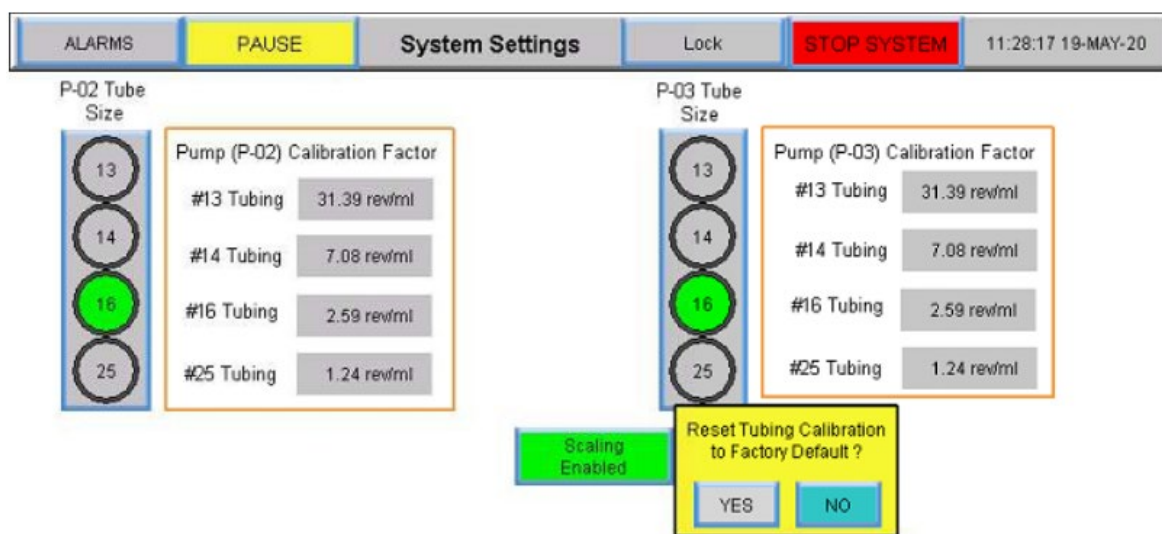 ALARMS
PAUSE
System Settings
Lock
STOP SYSTEM
11:28:17 19-MAY-20
P-02 Tube
Size
13
14
16
25
Pump (P-02) Calibration Factor
#13 Tubing 31.39 rev/ml
#14 Tubing 7.08 rev/ml
#16 Tubing 2.59 rev/ml
#25 Tubing 1.24 rev/ml
P-03 Tube
Size
13
14
16
25
Pump (P-03) Calibration Factor
#13 Tubing 31.39 rev/ml
#14 Tubing 7.08 rev/ml
#16 Tubing 2.59 rev/ml
#25 Tubing 1.24 rev/ml
Scaling
Enabled
Reset Tubing Calibration
to Factory Default ?
YES
NO